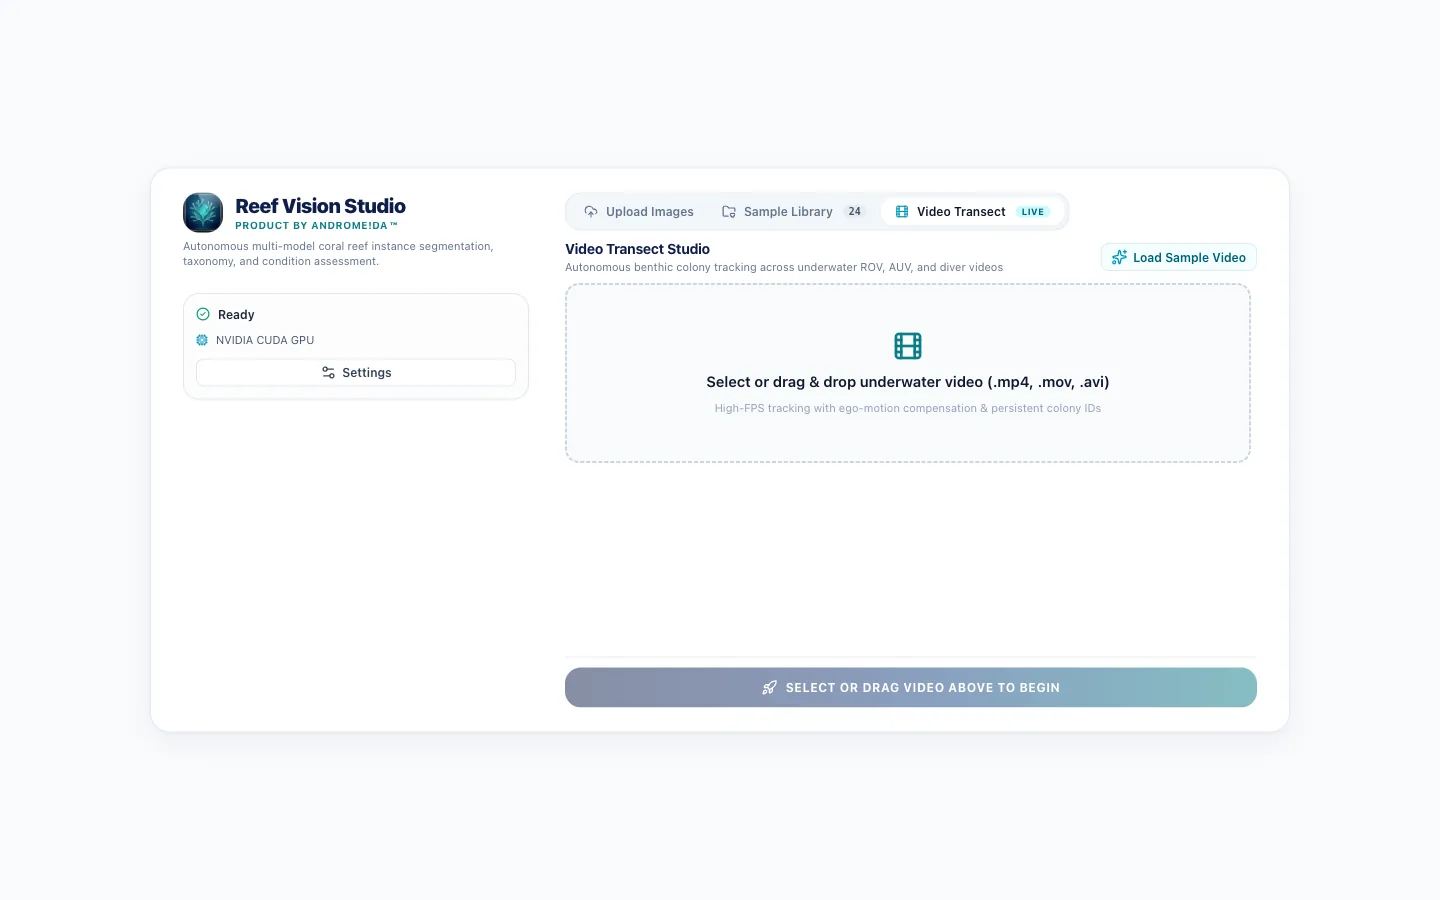 Reef Vision Studio
PRODUCT BY ANDROME!DA™
Autonomous multi-model coral reef instance segmentation,
taxonomy, and condition assessment.
Ready
NVIDIA CUDA GPU
Settings
Upload Images
Sample Library 24
Video Transect LIVE
Video Transect Studio
Autonomous benthic colony tracking across underwater ROV, AUV, and diver videos
Load Sample Video
Select or drag & drop underwater video (.mp4, .mov, .avi)
High-FPS tracking with ego-motion compensation & persistent colony IDs
SELECT OR DRAG VIDEO ABOVE TO BEGIN